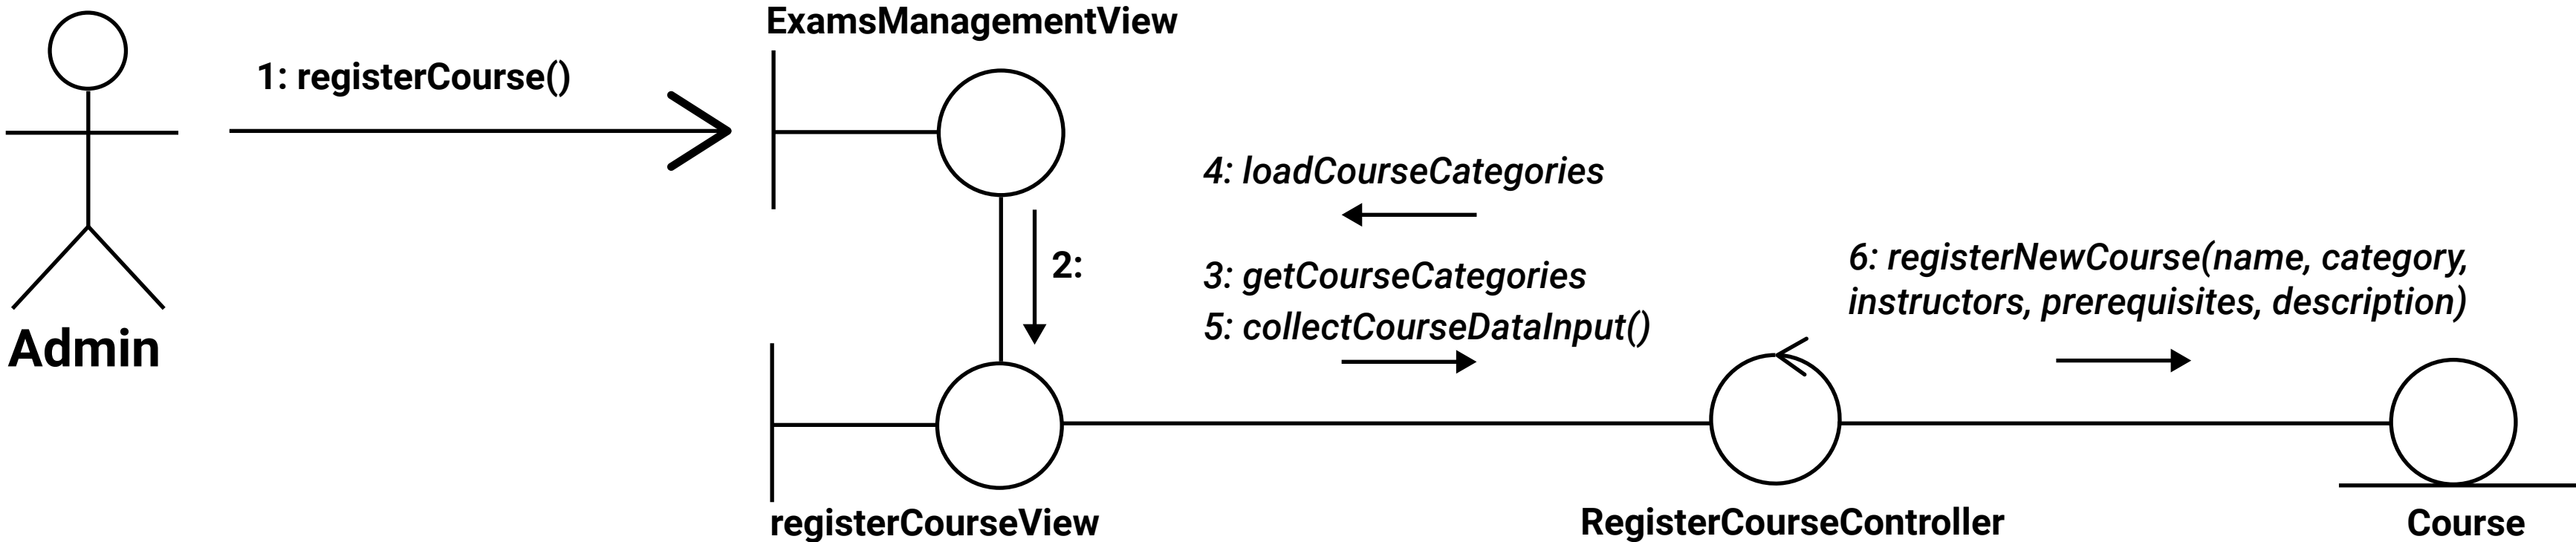 ExamsManagementView
1: registerCourse()
4: loadCourseCategories
2:
3: getCourseCategories
5: collectCourseDataInput()
6: registerNewCourse(name, category,
instructors, prerequisites, description)
Admin
registerCourseView
RegisterCourseController
Course